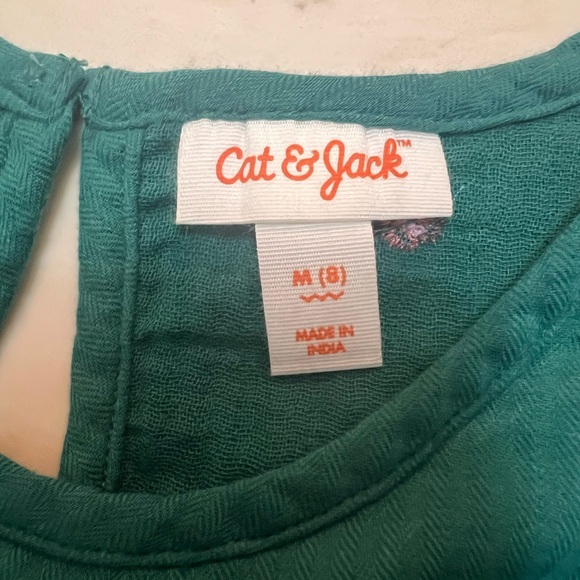 Cat & Jack™
M (8)
MADE IN
INDIA